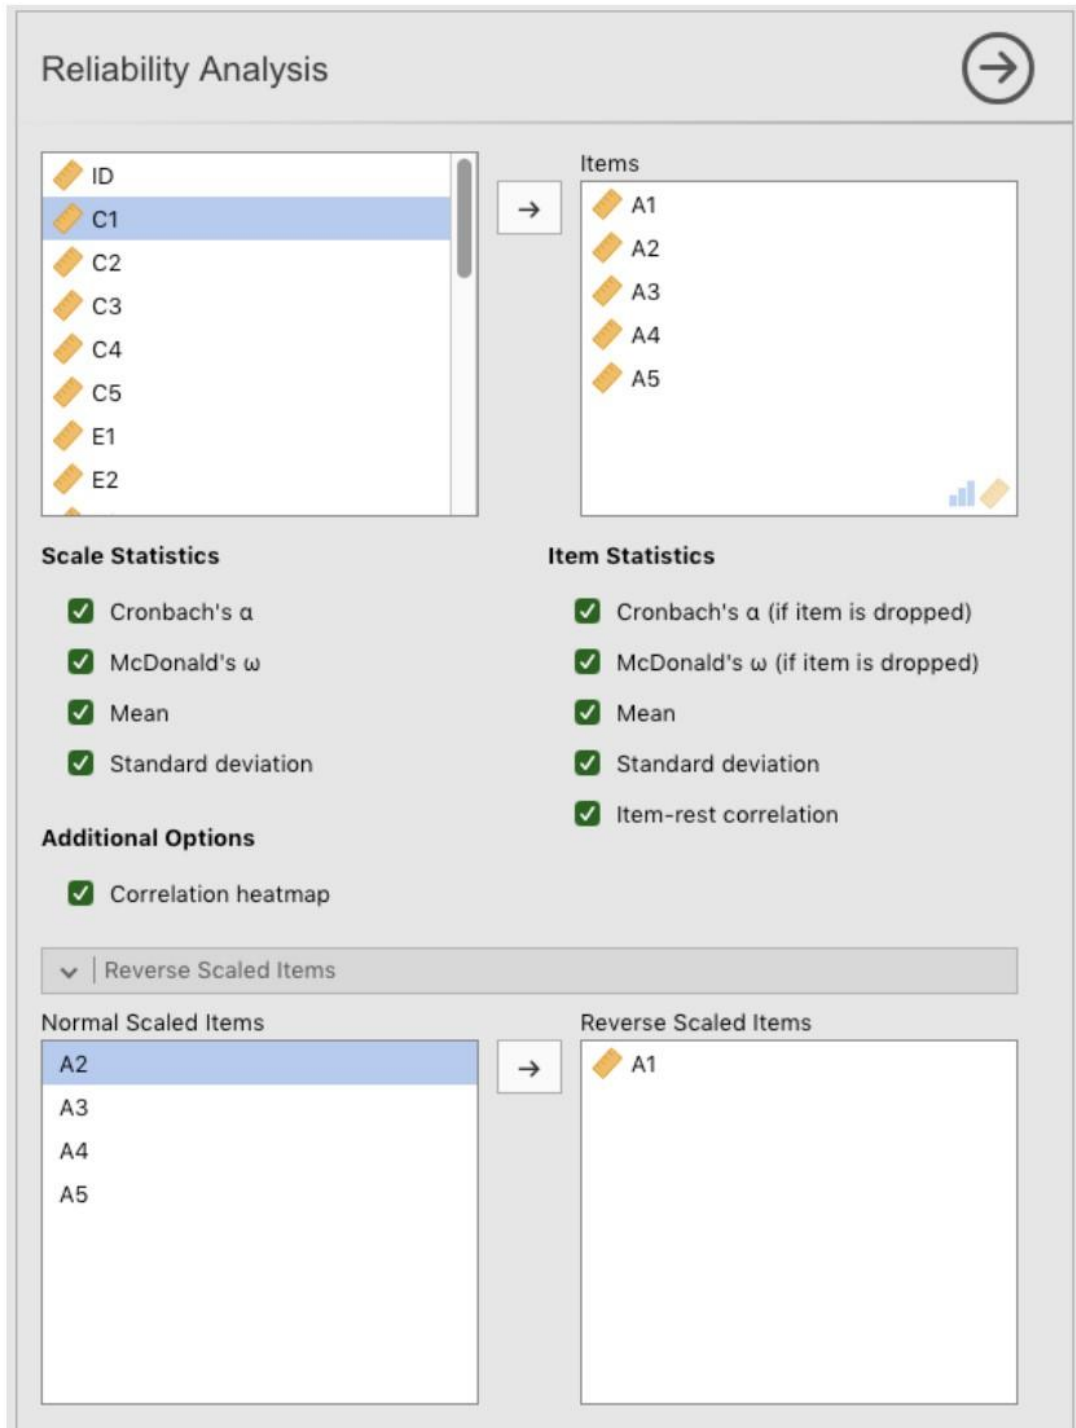 Reliability Analysis
ID
C1
C2
C3
C4
C5
E1
E2
Items
A1
A2
A3
A4
A5
Scale Statistics
Cronbach's α
McDonald's ω
Mean
Standard deviation
Item Statistics
Cronbach's α (if item is dropped)
McDonald's ω (if item is dropped)
Mean
Standard deviation
Item-rest correlation
Additional Options
Correlation heatmap
Reverse Scaled Items
Normal Scaled Items
A2
A3
A4
A5
Reverse Scaled Items
A1